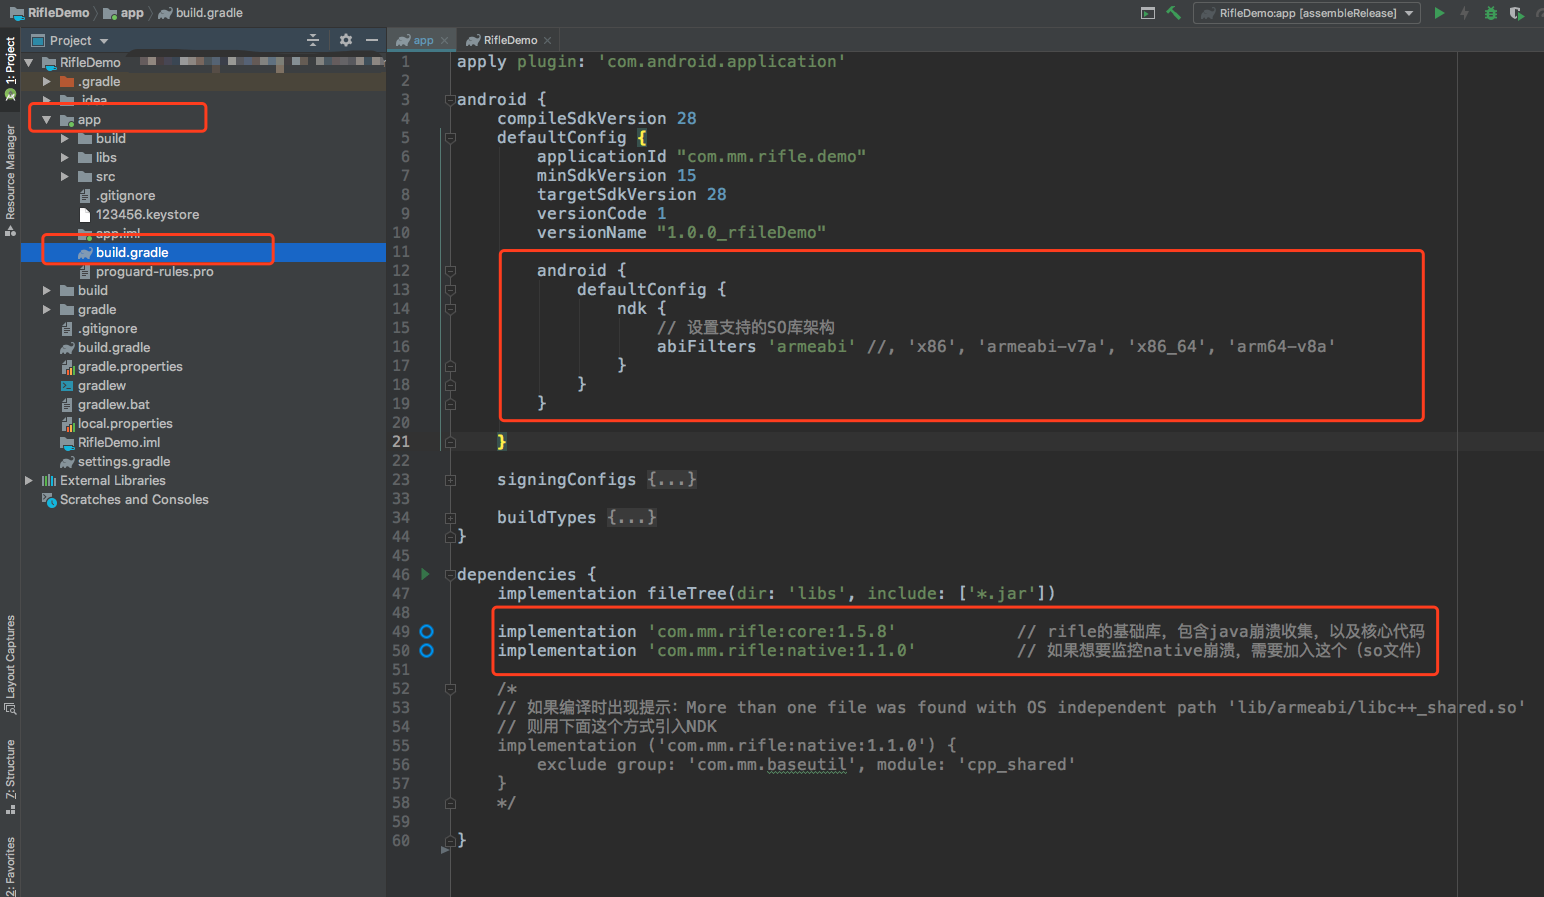 RifleDemo app build.gradle
RifleDemo:app [assembleRelease]
Project
app RifleDemo
1: Project
Resource Manager
Layout Captures
7: Structure
2: Favorites
RifleDemo
.gradle
.idea
app
build
libs
src
.gitignore
123456.keystore
app.iml
build.gradle
proguard-rules.pro
build
gradle
.gitignore
build.gradle
gradle.properties
gradlew
gradlew.bat
local.properties
RifleDemo.iml
settings.gradle
External Libraries
Scratches and Consoles
1 apply plugin: 'com.android.application'
2
3 android {
4 compileSdkVersion 28
5 defaultConfig {
6 applicationId "com.mm.rifle.demo"
7 minSdkVersion 15
8 targetSdkVersion 28
9 versionCode 1
10 versionName "1.0.0_rfileDemo"
11
12 android {
13 defaultConfig {
14 ndk {
15 // 设置支持的SO库架构
16 abiFilters 'armeabi' //, 'x86', 'armeabi-v7a', 'x86_64', 'arm64-v8a'
17 }
18 }
19 }
20
21 }
22
23 signingConfigs {...}
33
34 buildTypes {...}
44 }
45
46 dependencies {
47 implementation fileTree(dir: 'libs', include: ['*.jar'])
48
49 implementation 'com.mm.rifle:core:1.5.8' // rifle的基础库，包含java崩溃收集，以及核心代码
50 implementation 'com.mm.rifle:native:1.1.0' // 如果想要监控native崩溃，需要加入这个（so文件）
51
52 /*
53 // 如果编译时出现提示：More than one file was found with OS independent path 'lib/armeabi/libc++_shared.so'
54 // 则用下面这个方式引入NDK
55 implementation ('com.mm.rifle:native:1.1.0') {
56 exclude group: 'com.mm.baseutil', module: 'cpp_shared'
57 }
58 */
59
60 }